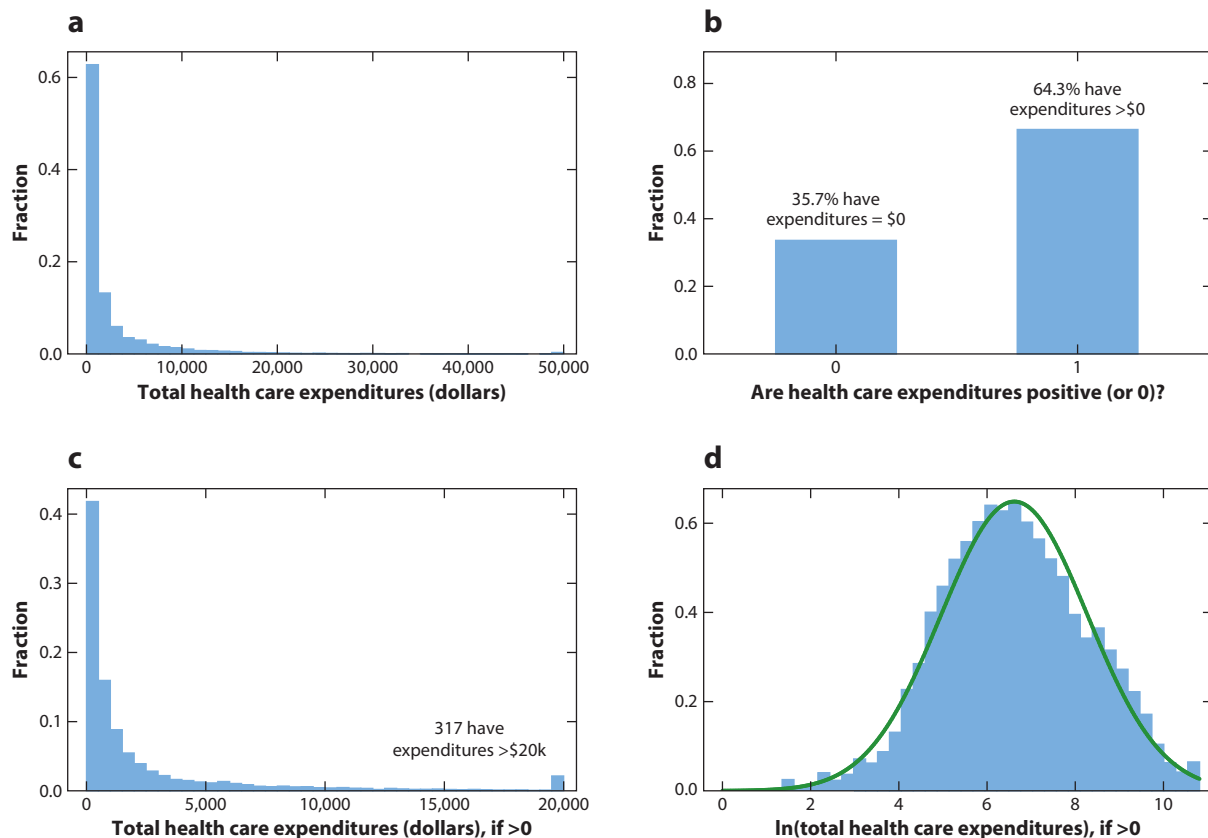 a
Fraction
0.6
0.4
0.2
0.0
0
10,000
20,000
30,000
40,000
50,000
Total health care expenditures (dollars)
b
Fraction
0.8
0.6
0.4
0.2
0.0
35.7% have
expenditures = $0
64.3% have
expenditures >$0
0
1
Are health care expenditures positive (or 0)?
c
Fraction
0.4
0.3
0.2
0.1
0.0
317 have
expenditures >$20k
0
5,000
10,000
15,000
20,000
Total health care expenditures (dollars), if >0
d
Fraction
0.6
0.4
0.2
0.0
0
2
4
6
8
10
ln(total health care expenditures), if >0